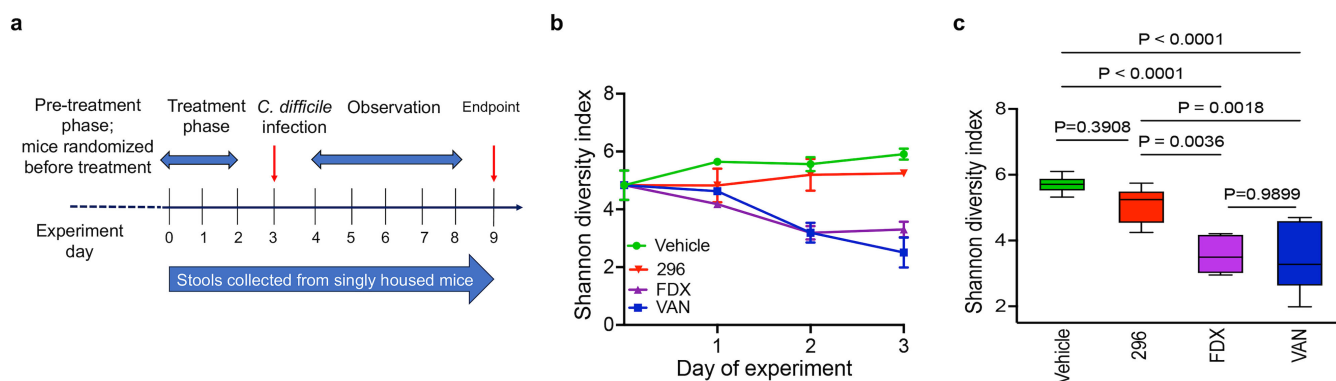 a
Pre-treatment
phase;
mice randomized
before treatment
Treatment
phase
C. difficile
infection
Observation
Endpoint
Experiment
day
0 1 2 3 4 5 6 7 8 9
Stools collected from singly housed mice
b
Shannon diversity index
8
6
4
2
0
Vehicle
296
FDX
VAN
1 2 3
Day of experiment
c
P < 0.0001
P < 0.0001
P = 0.0018
P=0.3908
P = 0.0036
P=0.9899
Shannon diversity index
8
6
4
2
Vehicle
296
FDX
VAN